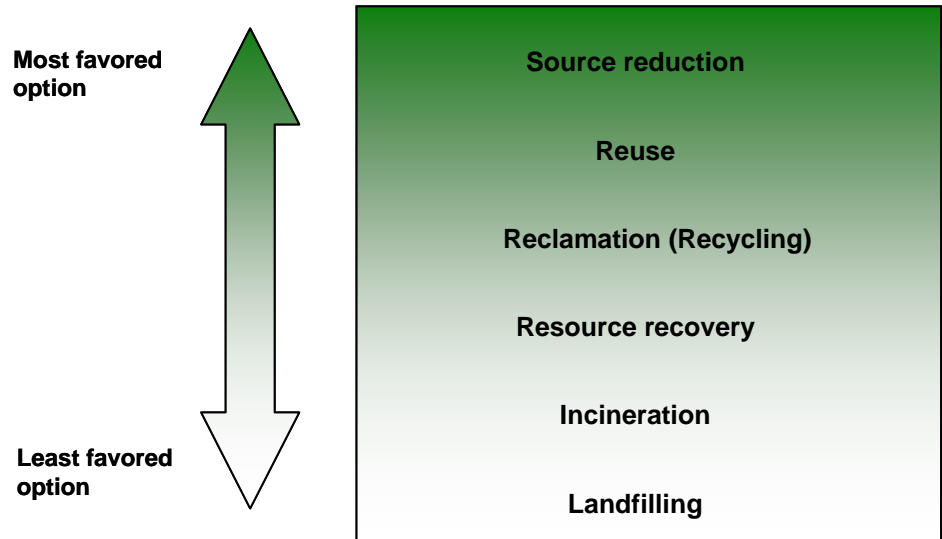 Most favored
option
Source reduction
Reuse
Reclamation (Recycling)
Resource recovery
Incineration
Least favored
option
Landfilling